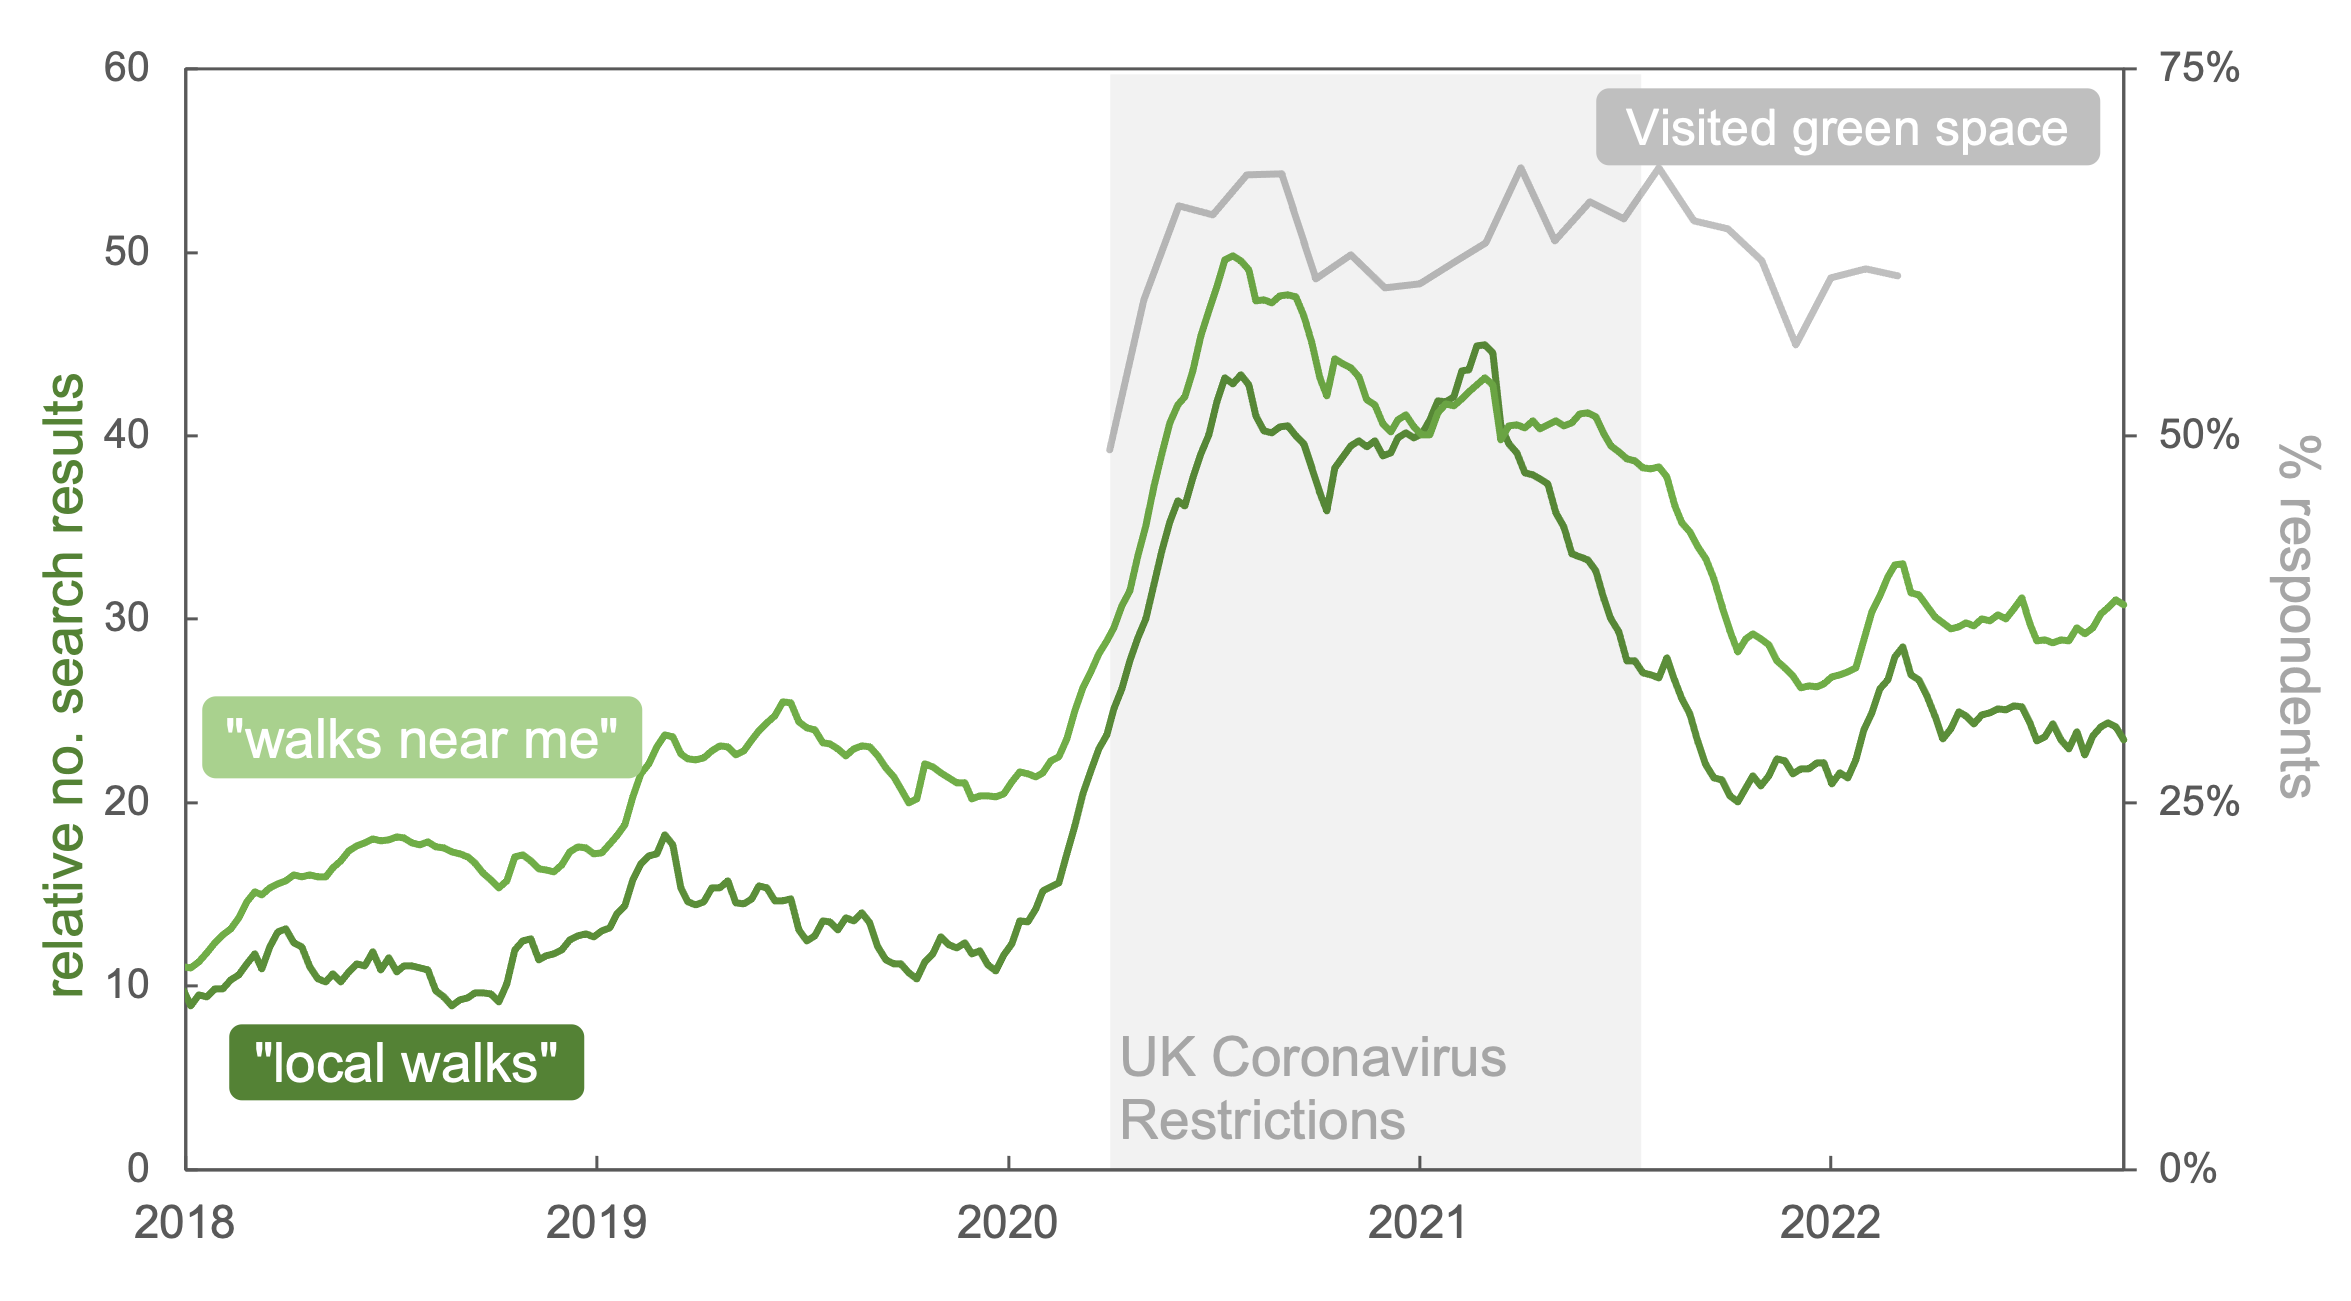 60
50
40
30
20
10
0
relative no. search results
75%
50%
25%
0%
% respondents
Visited green space
"walks near me"
"local walks"
UK Coronavirus
Restrictions
2018
2019
2020
2021
2022